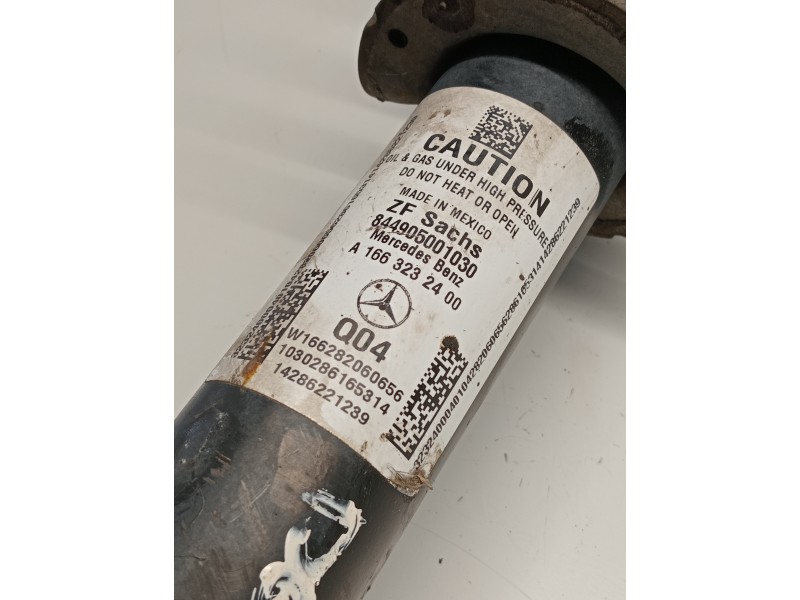 CAUTION
OIL & GAS UNDER HIGH PRESSURE
DO NOT HEAT OR OPEN
MADE IN MEXICO
ZF Sachs
844905001030
Mercedes Benz
A 166 323 24 00
Q04
W166282060656
1030286165314
14286221239